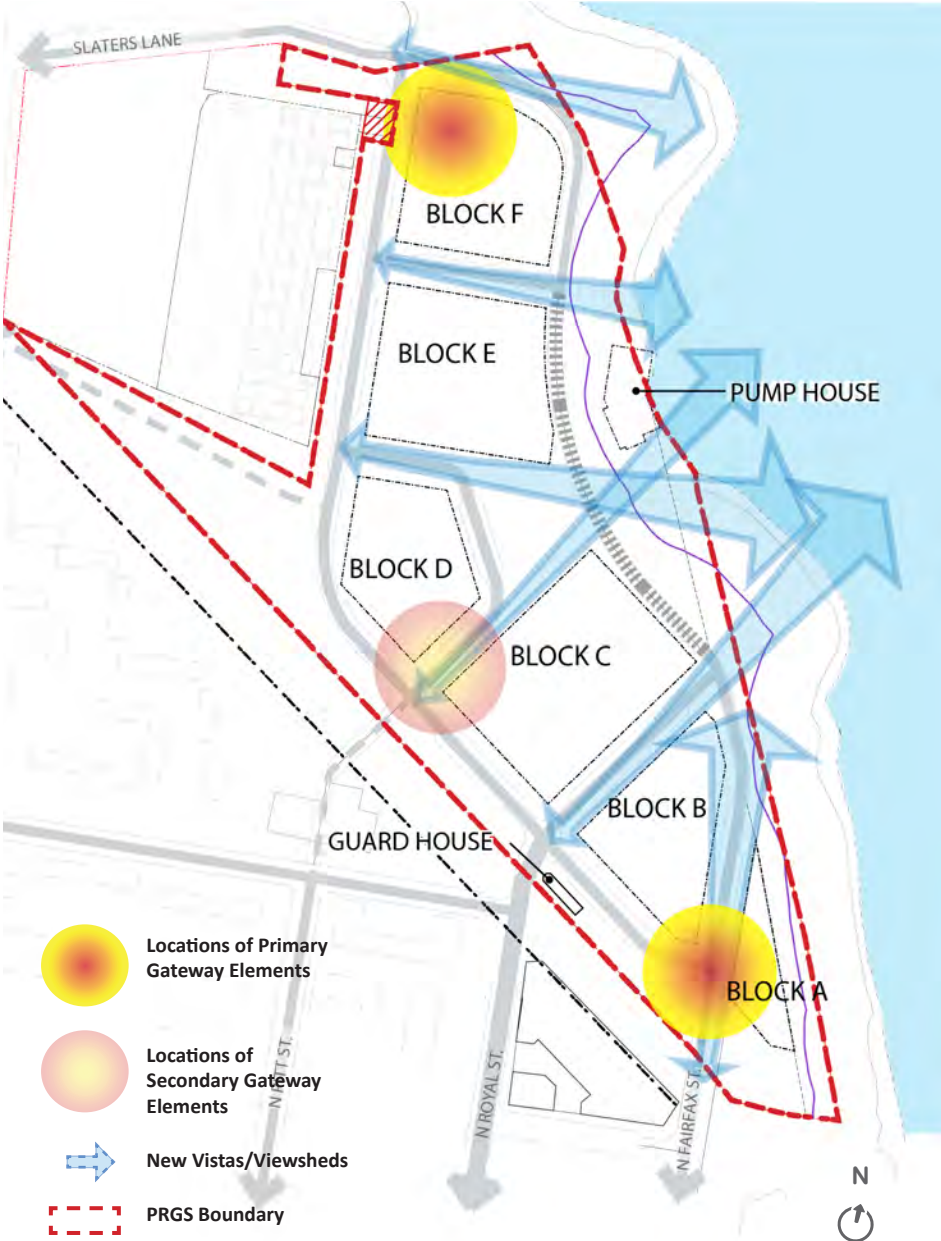 SLATERS LANE
BLOCK F
BLOCK E
PUMP HOUSE
BLOCK D
BLOCK C
BLOCK B
GUARD HOUSE
BLOCK A
N PITT ST.
N ROYAL ST.
N FAIRFAX ST.
Locations of Primary
Gateway Elements
Locations of
Secondary Gateway
Elements
New Vistas/Viewsheds
PRGS Boundary
N